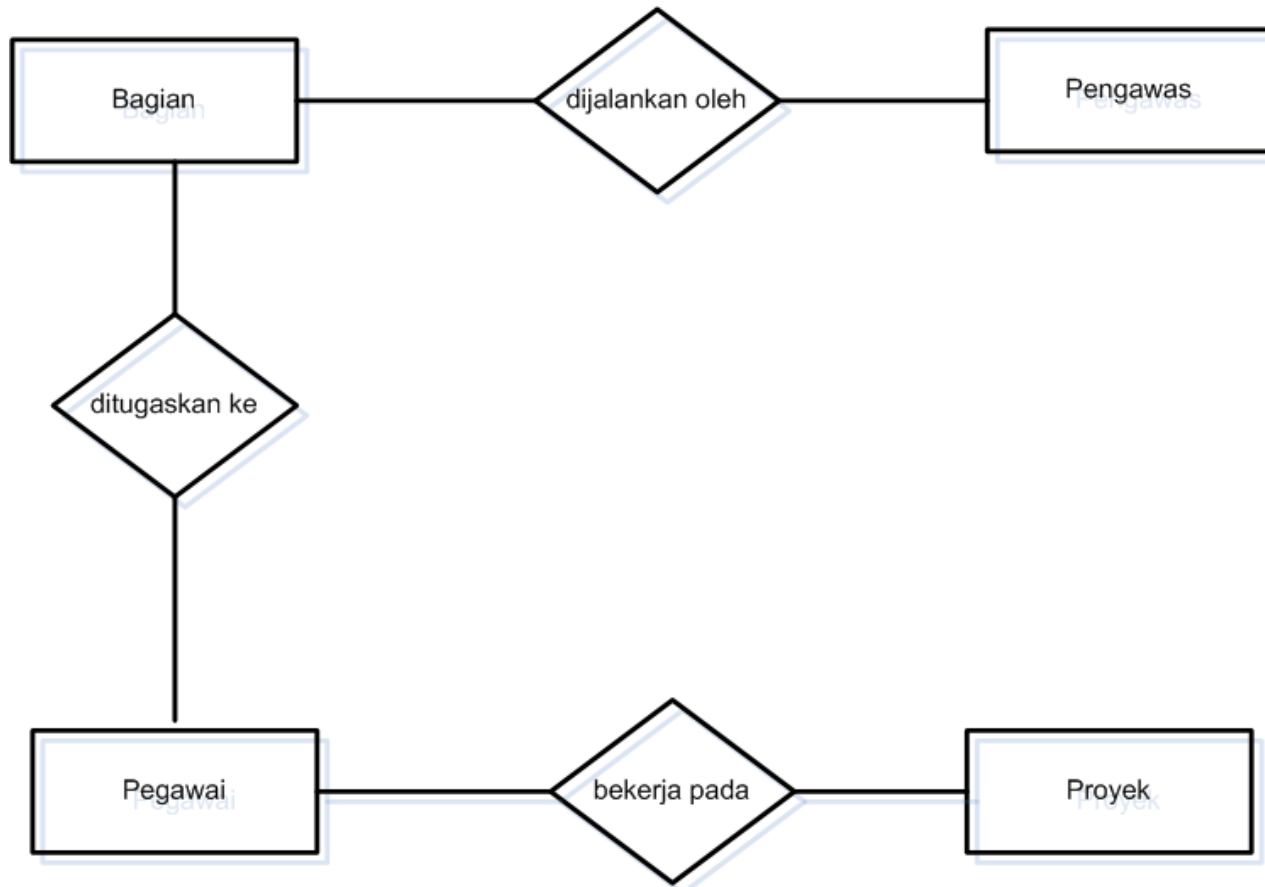 Bagian
dijalankan oleh
Pengawas
ditugaskan ke
Pegawai
bekerja pada
Proyek